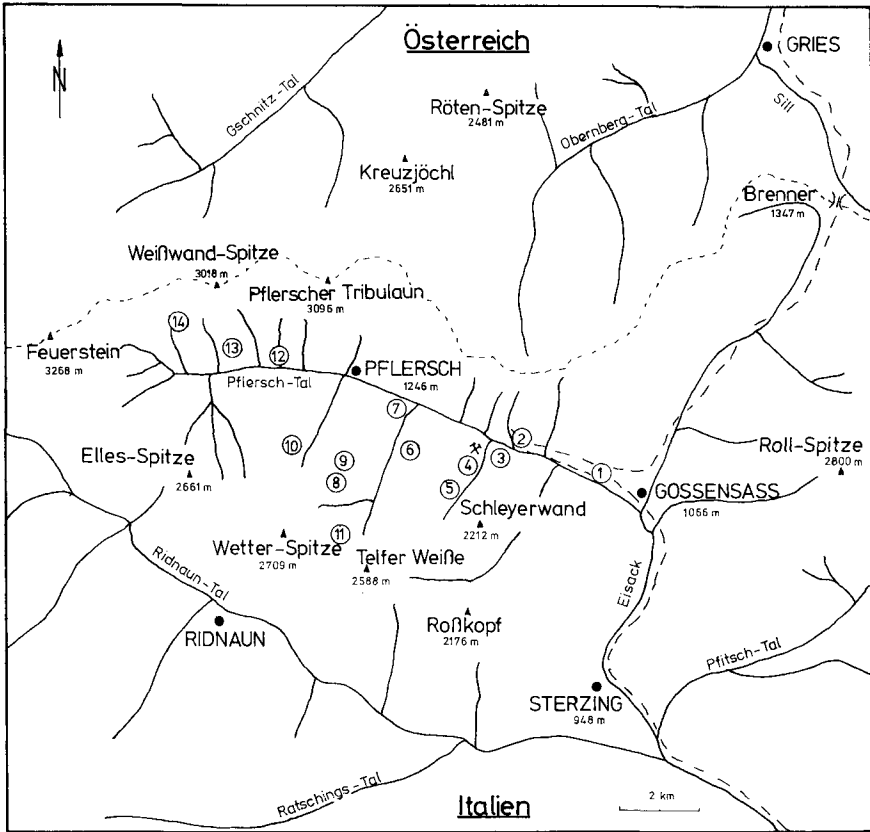 Österreich
GRIES
N
Gschnitz-Tal
Röten-Spitze
2481 m
Obernberg-Tal
Sill
Kreuzjöchl
2651 m
Brenner
1347 m
Weißwand-Spitze
3018 m
Pflerscher Tribulaun
3096 m
14
13
12
Feuerstein
3268 m
PFLERSCH
1246 m
Pflersch-Tal
7
2
10
6
3
1
Elles-Spitze
2661 m
9
4
Roll-Spitze
2800 m
8
5
GOSSENSASS
1066 m
Schleyerwand
2212 m
11
Wetter-Spitze
2709 m
Telfer Weiße
2588 m
Ridnaun-Tal
Eisack
Roßkopf
2176 m
RIDNAUN
Pfitsch-Tal
STERZING
948 m
Ratschings-Tal
Italien
2 km